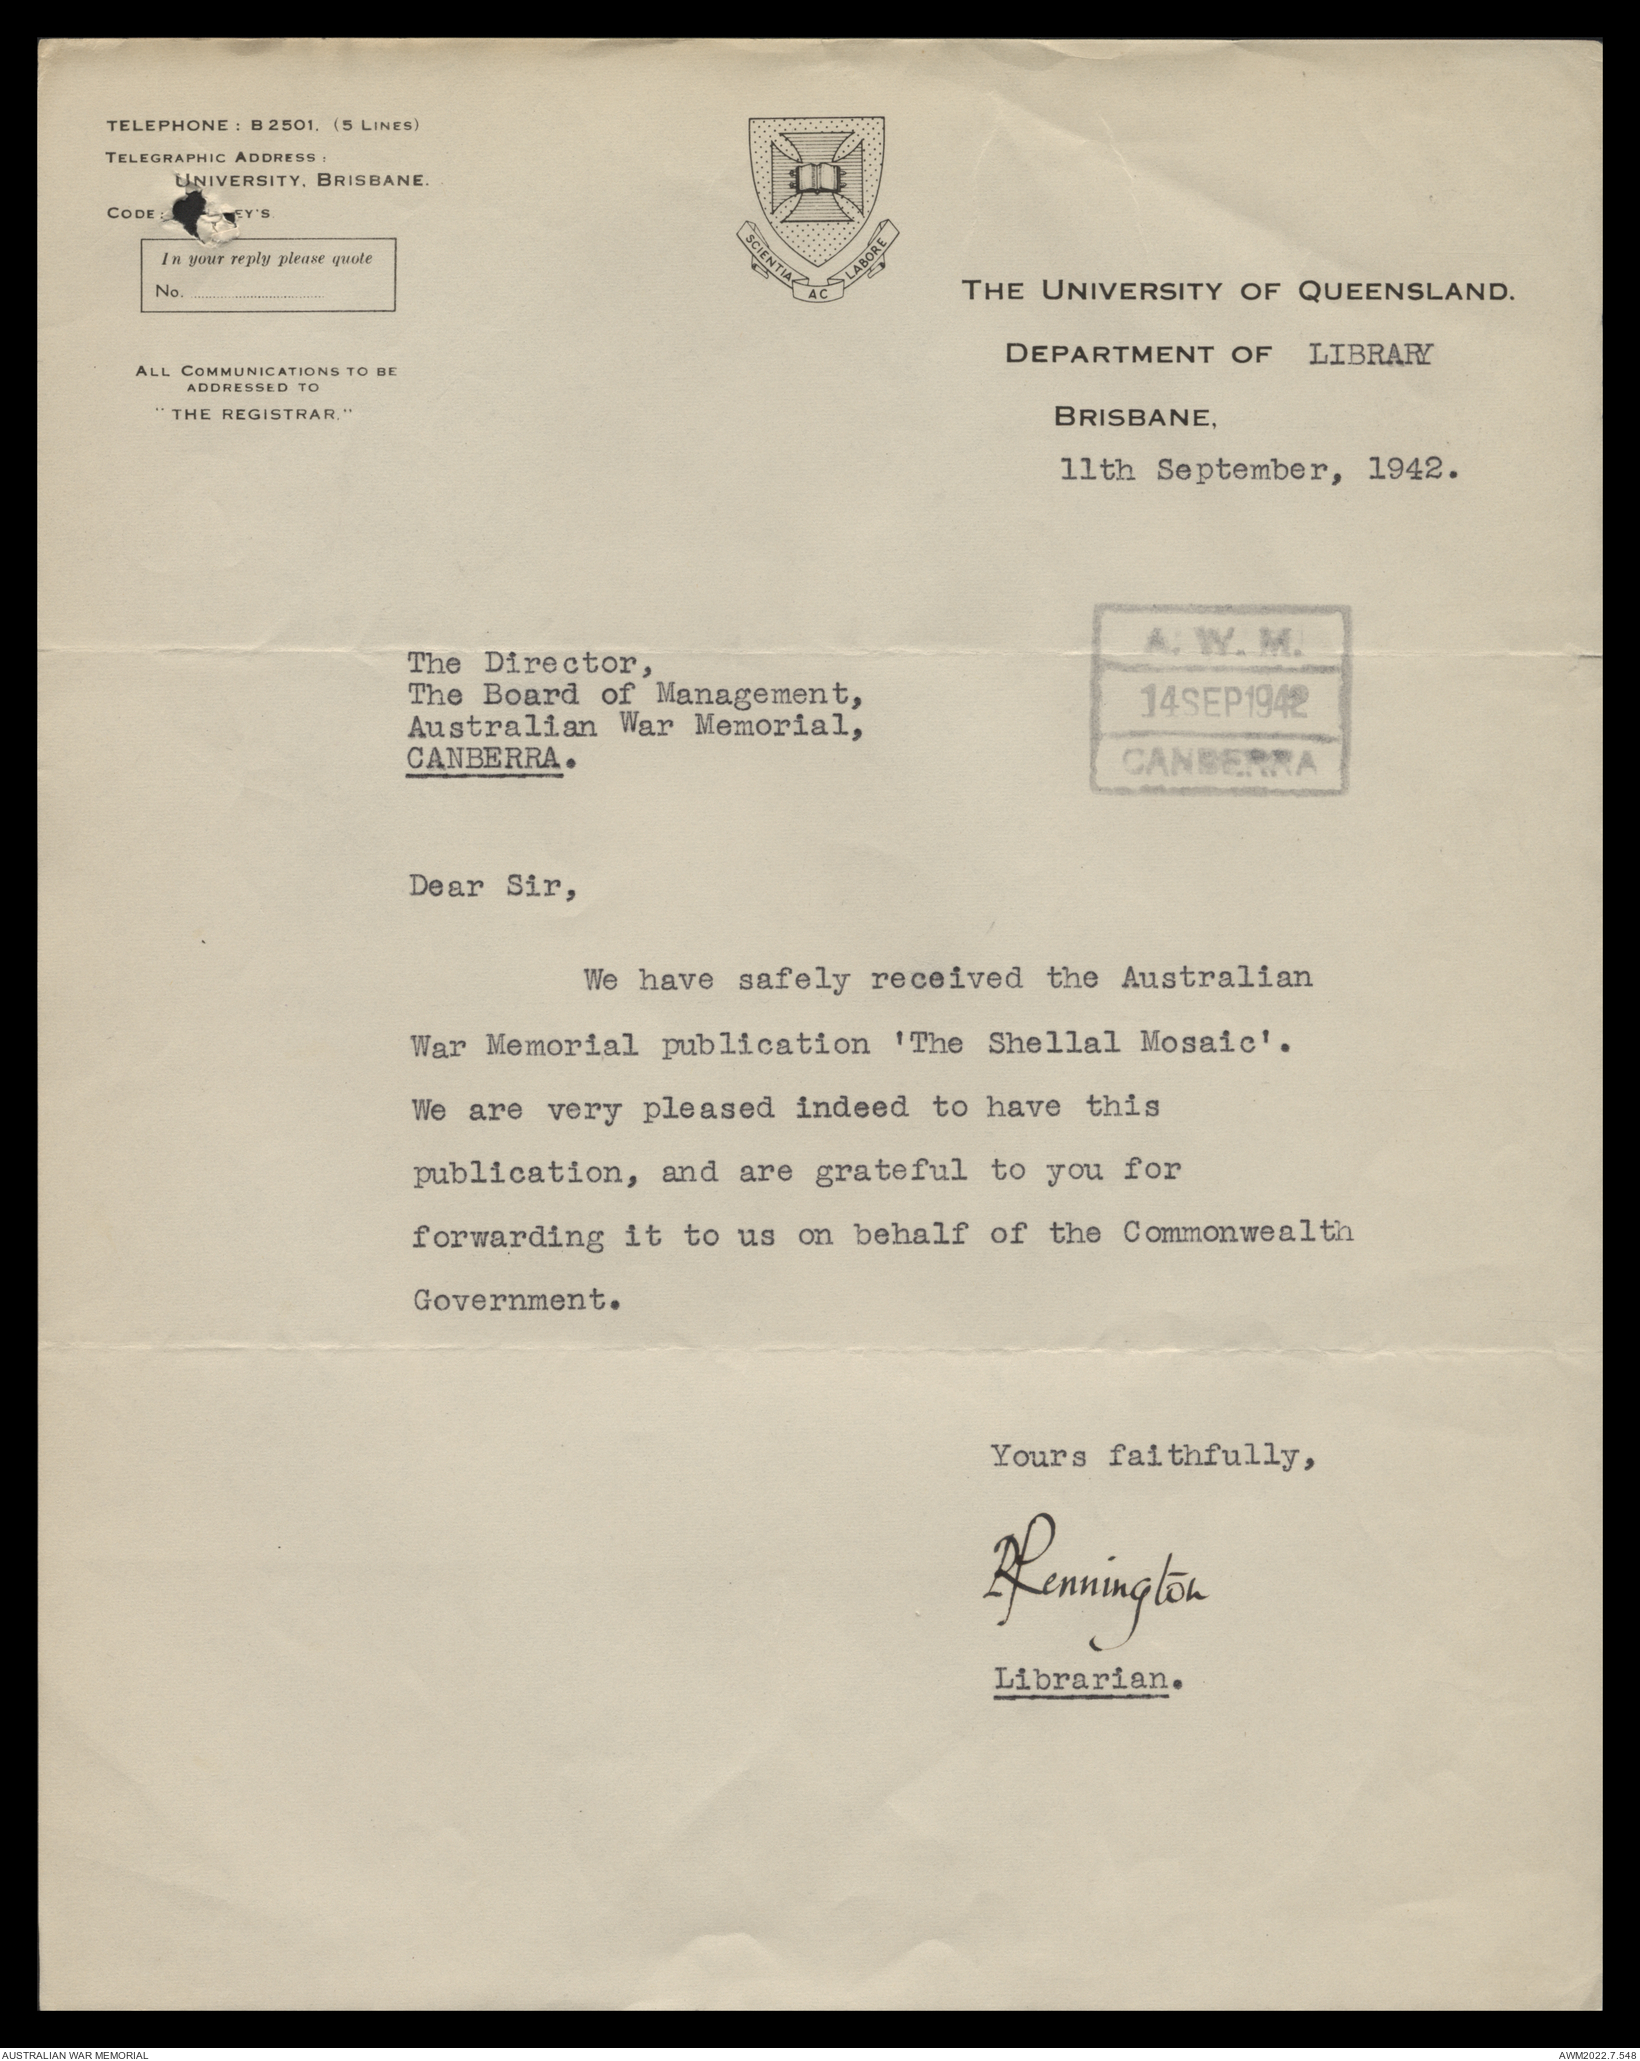 TELEPHONE: B 2501. (5 LINES)
TELEGRAPHIC ADDRESS:
UNIVERSITY, BRISBANE.
CODE: EY'S
In your reply please quote
No.
ALL COMMUNICATIONS TO BE
ADDRESSED TO
"THE REGISTRAR."
SCIENTIA AC LABORE
THE UNIVERSITY OF QUEENSLAND.
DEPARTMENT OF LIBRARY
BRISBANE,
11th September, 1942.
A. W. M.
14 SEP 1942
CANBERRA
The Director,
The Board of Management,
Australian War Memorial,
CANBERRA.
Dear Sir,
We have safely received the Australian
War Memorial publication 'The Shellal Mosaic'.
We are very pleased indeed to have this
publication, and are grateful to you for
forwarding it to us on behalf of the Commonwealth
Government.
Yours faithfully,
Pennington
Librarian.
AUSTRALIAN WAR MEMORIAL
AWM2022.7.548